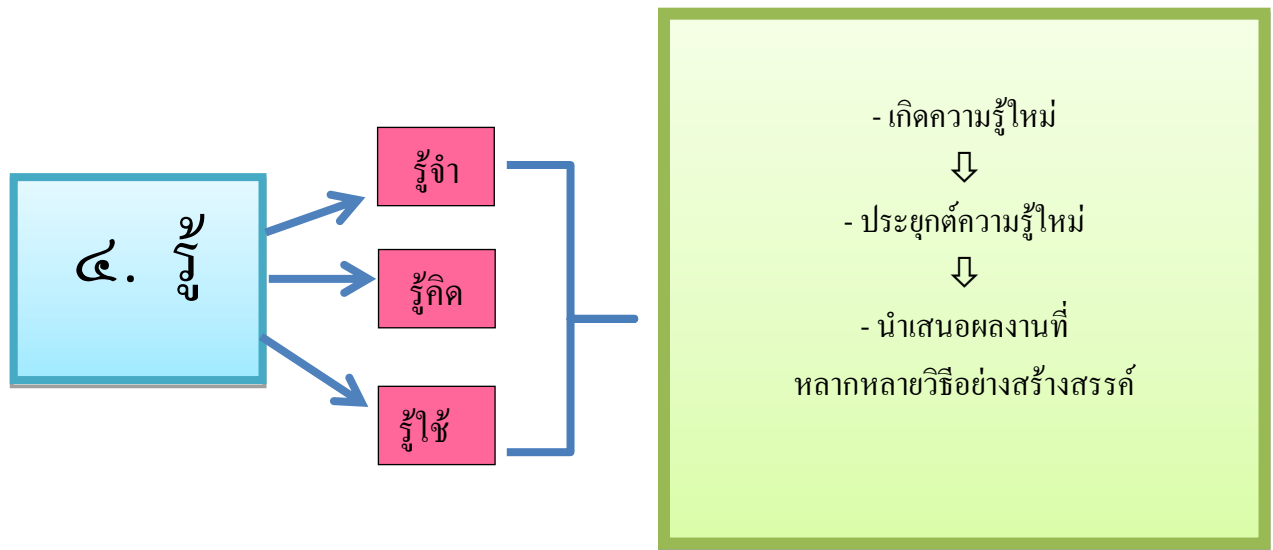 ๔. รู้
รู้จำ
รู้คิด
รู้ใช้
- เกิดความรู้ใหม่
⇩
- ประยุกต์ความรู้ใหม่
⇩
- นำเสนอผลงานที่
หลากหลายวิธีอย่างสร้างสรรค์